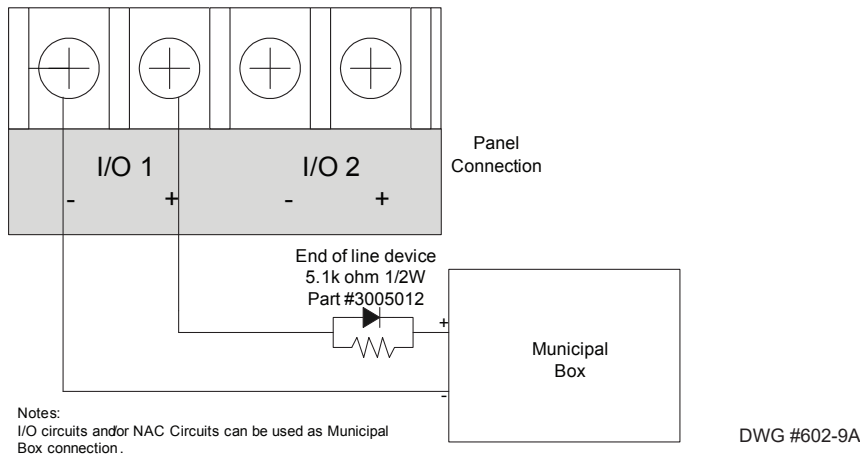 Panel
Connection
I/O 1
I/O 2
- + - +
End of line device
5.1k ohm 1/2W
Part #3005012
+
Municipal
Box
-
Notes:
I/O circuits and/or NAC Circuits can be used as Municipal
Box connection.
DWG #602-9A